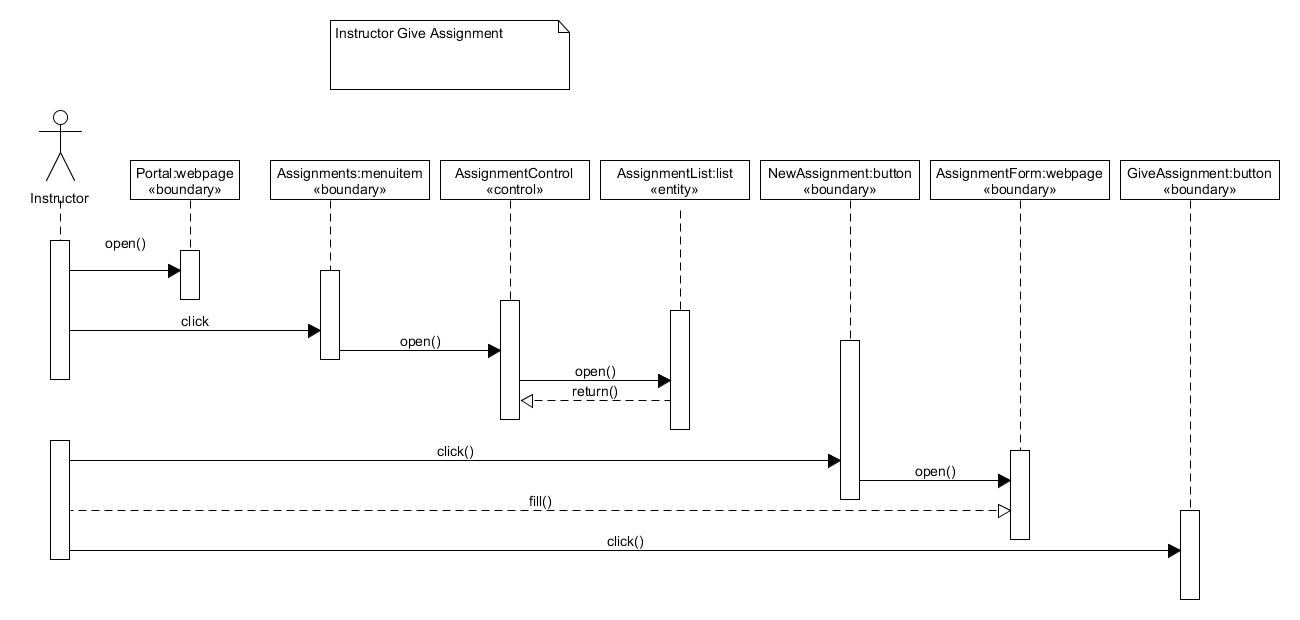 Instructor Give Assignment
Instructor
Portal:webpage
«boundary»
Assignments:menuitem
«boundary»
AssignmentControl
«control»
AssignmentList:list
«entity»
NewAssignment:button
«boundary»
AssignmentForm:webpage
«boundary»
GiveAssignment:button
«boundary»
open()
click
open()
open()
return()
click()
open()
fill()
click()